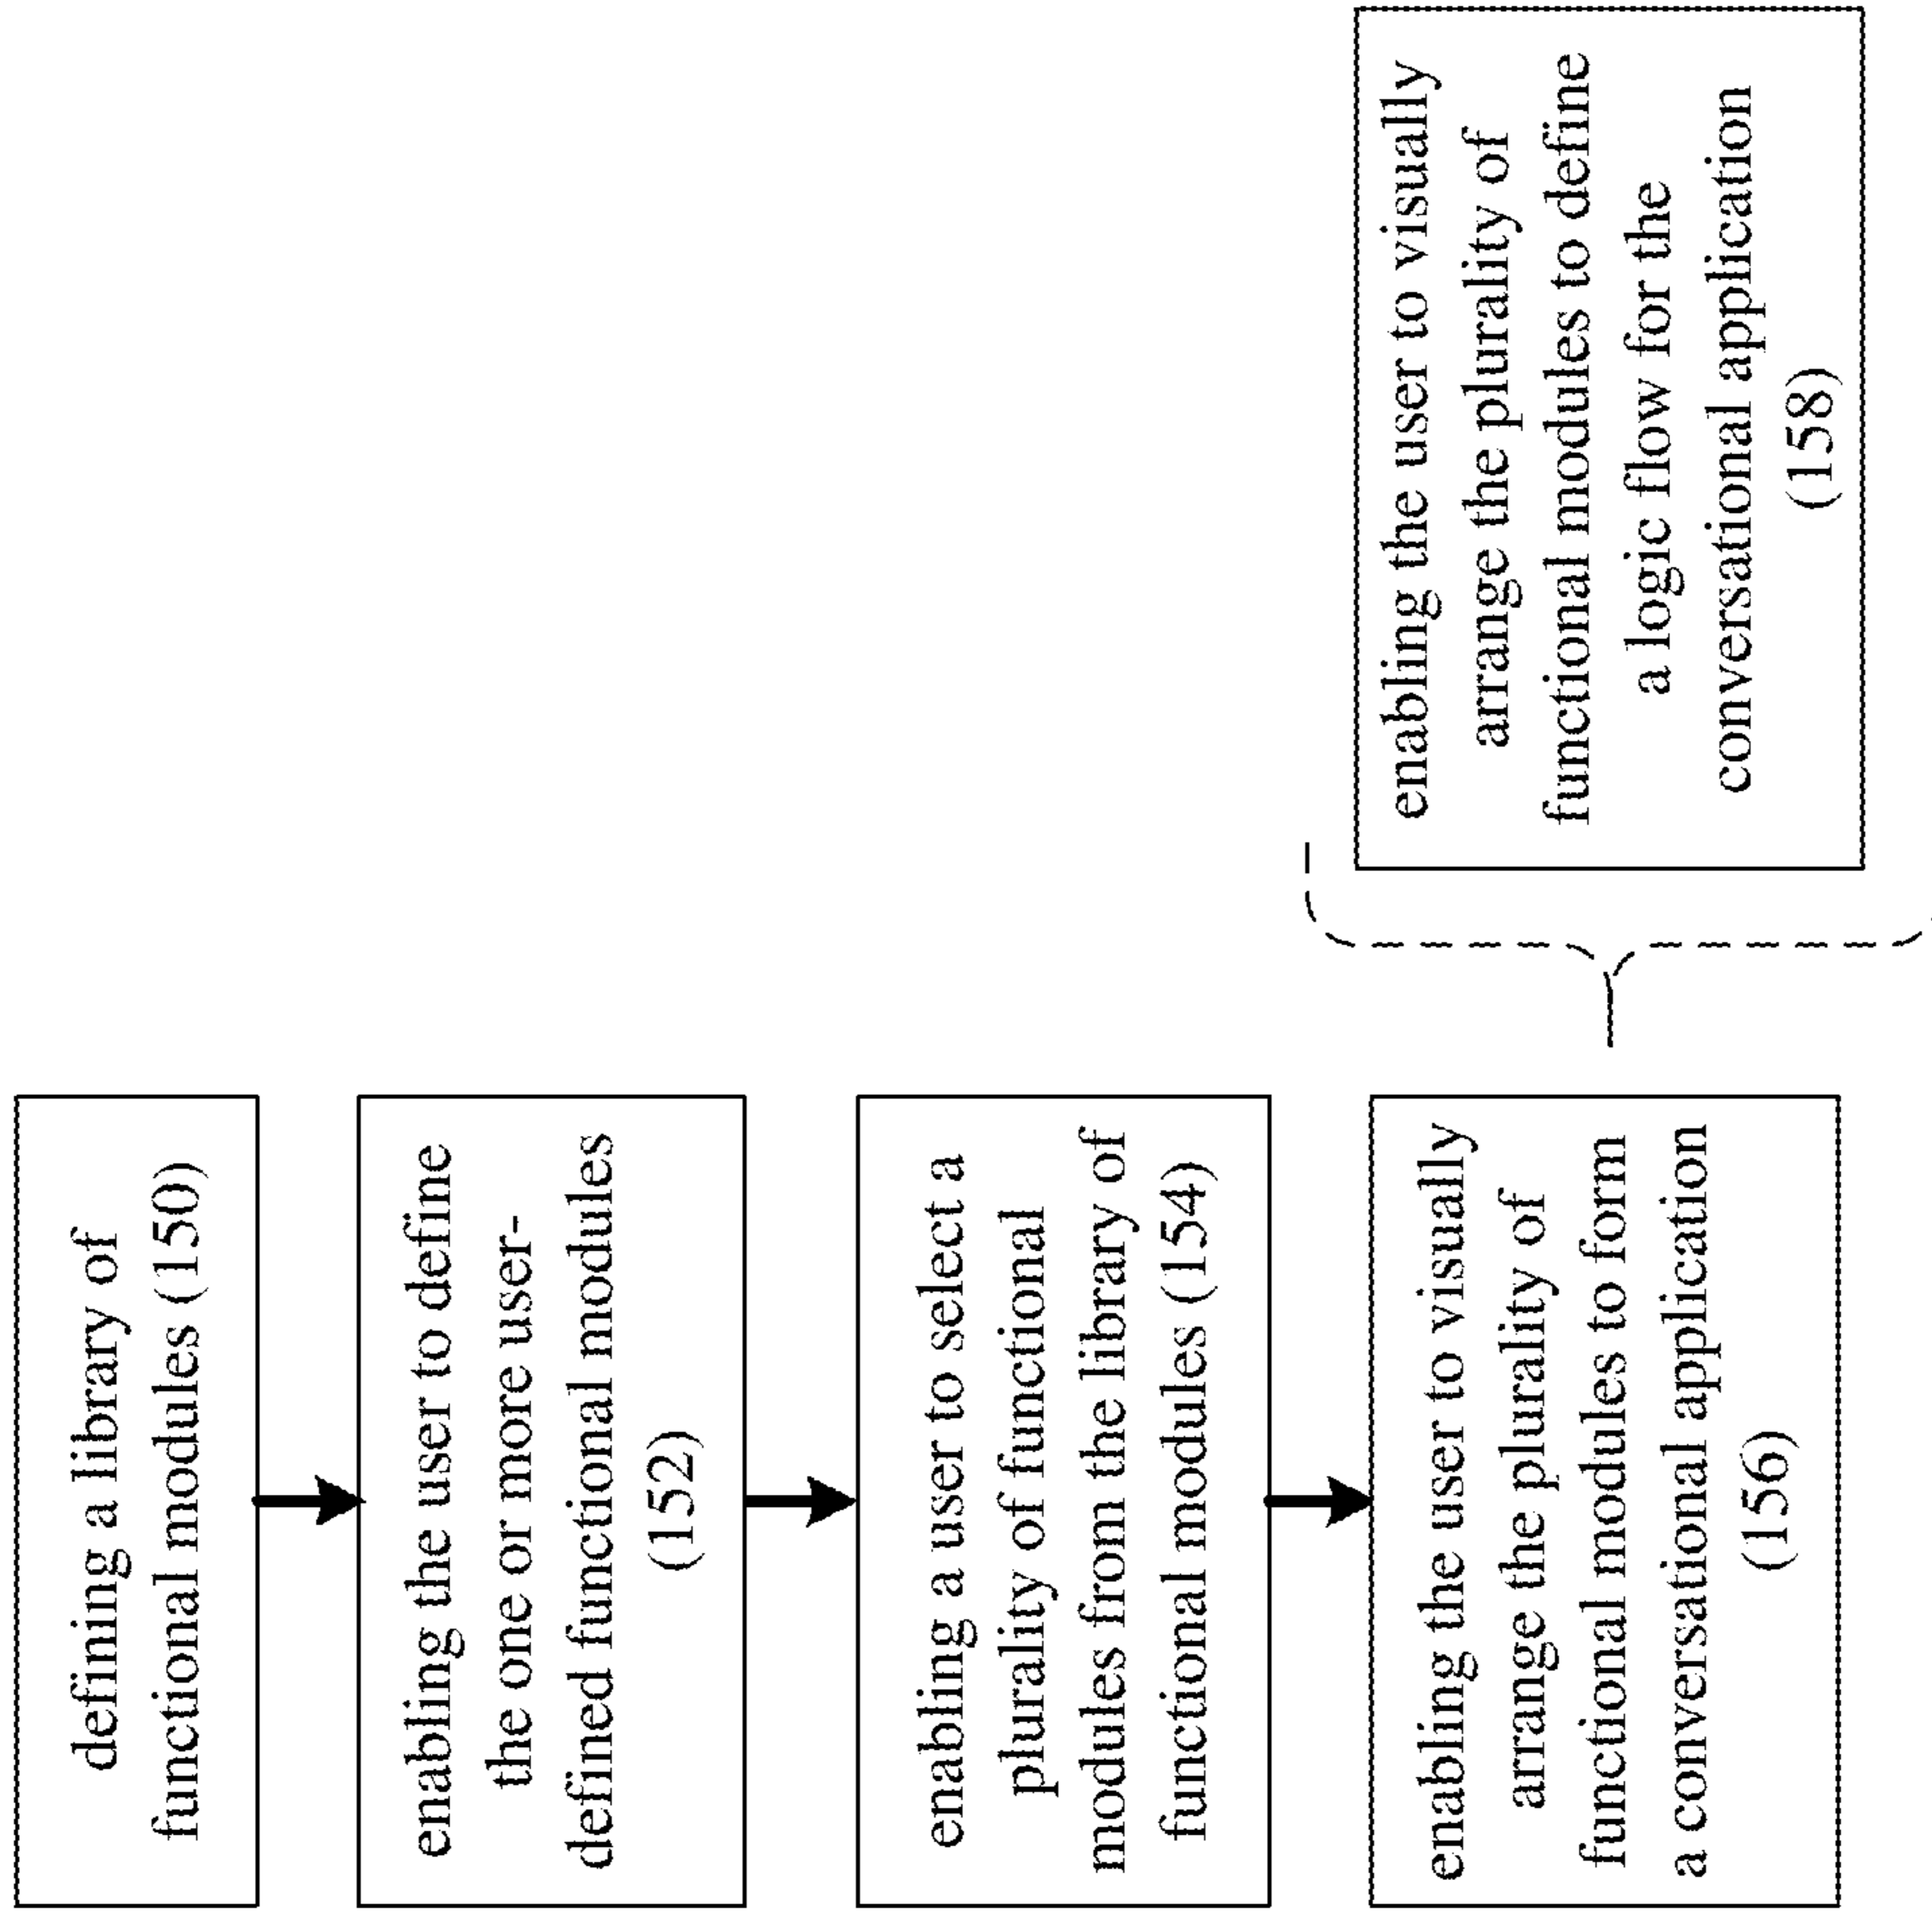 defining a library of
functional modules (150)
enabling the user to define
the one or more user-
defined functional modules
(152)
enabling a user to select a
plurality of functional
modules from the library of
functional modules (154)
enabling the user to visually
arrange the plurality of
functional modules to form
a conversational application
(156)
enabling the user to visually
arrange the plurality of
functional modules to define
a logic flow for the
conversational application
(158)